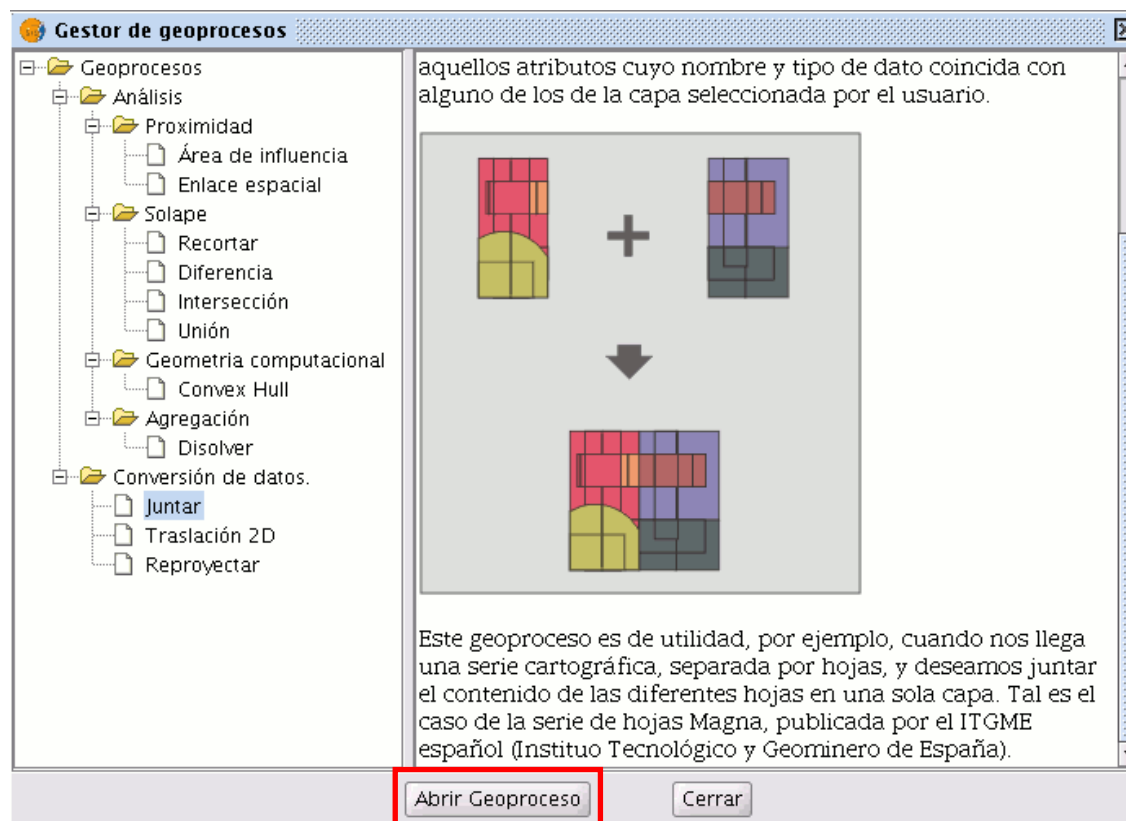 Gestor de geoprocesos
Geoprocesos
Análisis
Proximidad
Área de influencia
Enlace espacial
Solape
Recortar
Diferencia
Intersección
Unión
Geometria computacional
Convex Hull
Agregación
Disolver
Conversión de datos.
Juntar
Traslación 2D
Reproyectar
aquellos atributos cuyo nombre y tipo de dato coincida con
alguno de los de la capa seleccionada por el usuario.
Este geoproceso es de utilidad, por ejemplo, cuando nos llega
una serie cartográfica, separada por hojas, y deseamos juntar
el contenido de las diferentes hojas en una sola capa. Tal es el
caso de la serie de hojas Magna, publicada por el ITGME
español (Instituo Tecnológico y Geominero de España).
Abrir Geoproceso
Cerrar